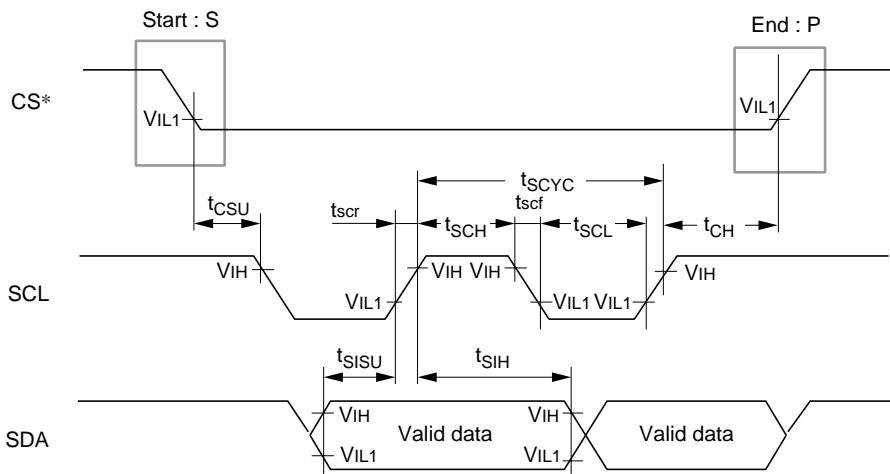 Start : S
End : P
CS*
VIL1
VIL1
tCSU
tscr
tSCYC
tSCH
tscf
tSCL
tCH
SCL
VIH
VIL1
VIH
VIH
VIL1
VIL1
VIH
tSISU
tSIH
SDA
VIH
VIL1
Valid data
VIH
VIL1
Valid data